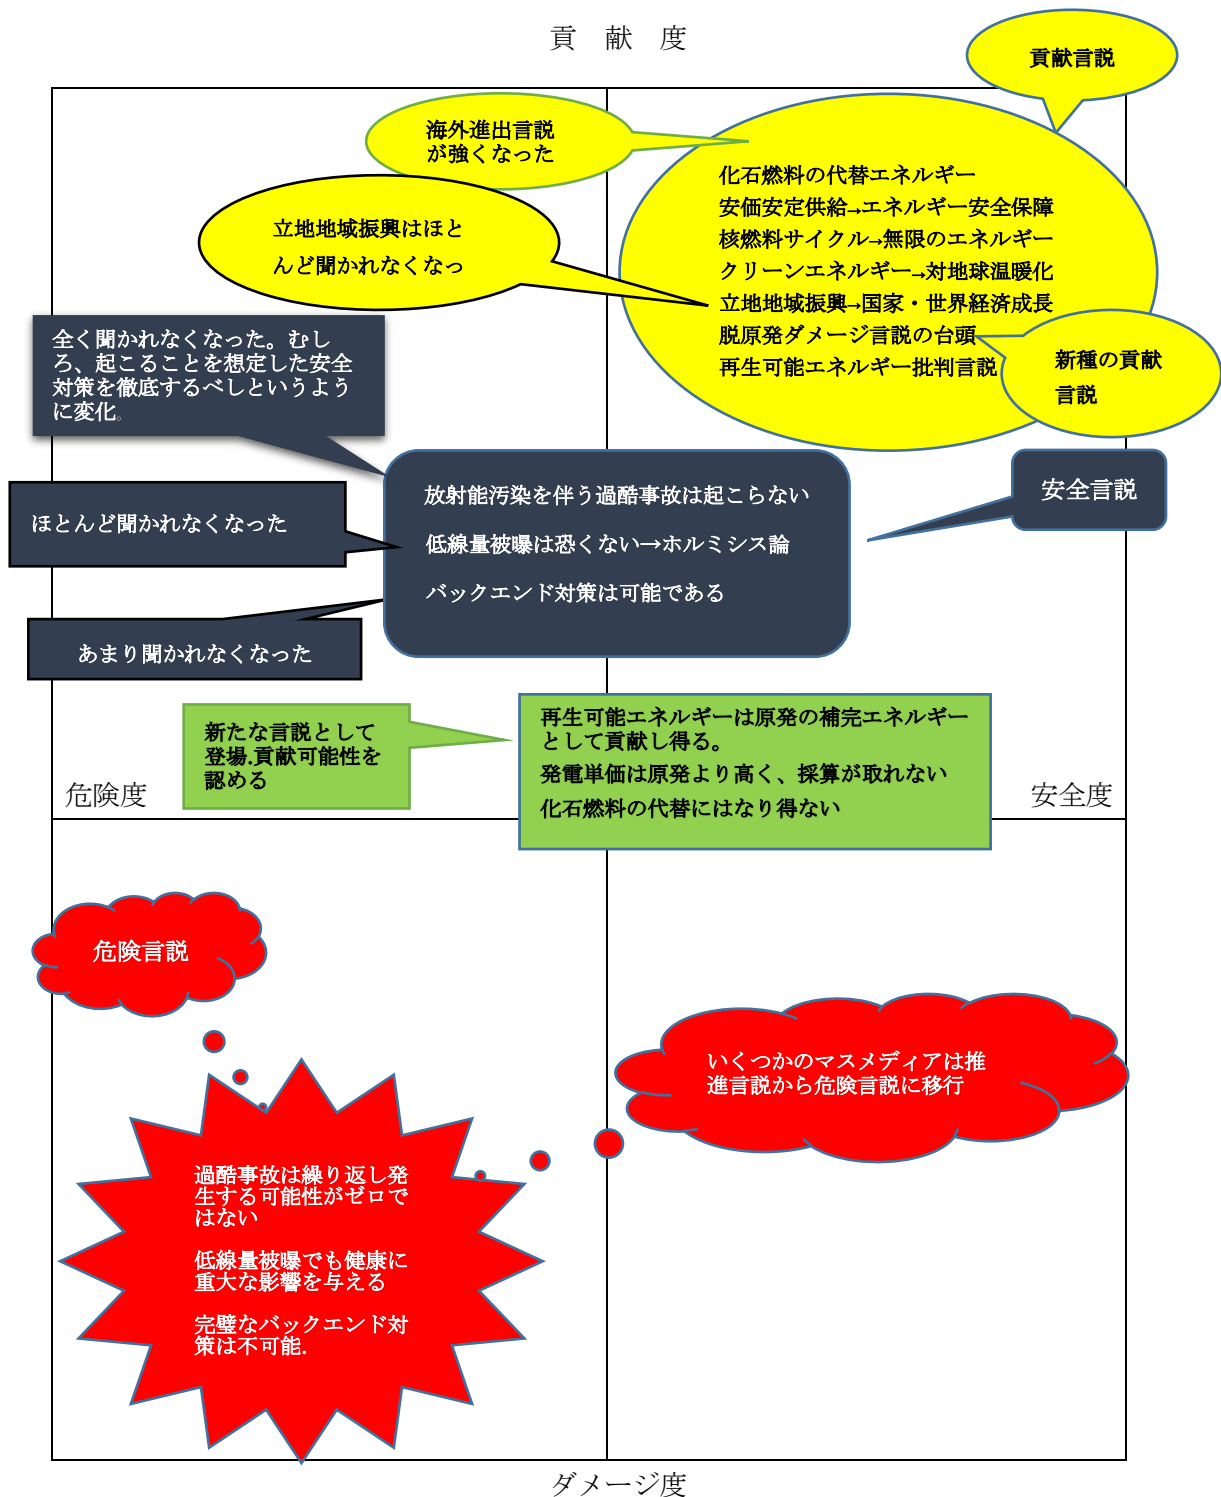 貢　献　度
貢献言説
海外進出言説
が強くなった
化石燃料の代替エネルギー
安価安定供給→エネルギー安全保障
核燃料サイクル→無限のエネルギー
クリーンエネルギー→対地球温暖化
立地地域振興→国家・世界経済成長
脱原発ダメージ言説の台頭
再生可能エネルギー批判言説
立地地域振興はほと
んど聞かれなくなっ
新種の貢献
言説
全く聞かれなくなった。むし
ろ、起こることを想定した安全
対策を徹底するべしというよう
に変化。
放射能汚染を伴う過酷事故は起こらない
低線量被曝は恐くない→ホルミシス論
バックエンド対策は可能である
安全言説
ほとんど聞かれなくなった
あまり聞かれなくなった
新たな言説として
登場.貢献可能性を
認める
再生可能エネルギーは原発の補完エネルギー
として貢献し得る。
発電単価は原発より高く、採算が取れない
化石燃料の代替にはなり得ない
危険度
安全度
危険言説
いくつかのマスメディアは推
進言説から危険言説に移行
過酷事故は繰り返し発
生する可能性がゼロで
はない
低線量被曝でも健康に
重大な影響を与える
完璧なバックエンド対
策は不可能.
ダメージ度